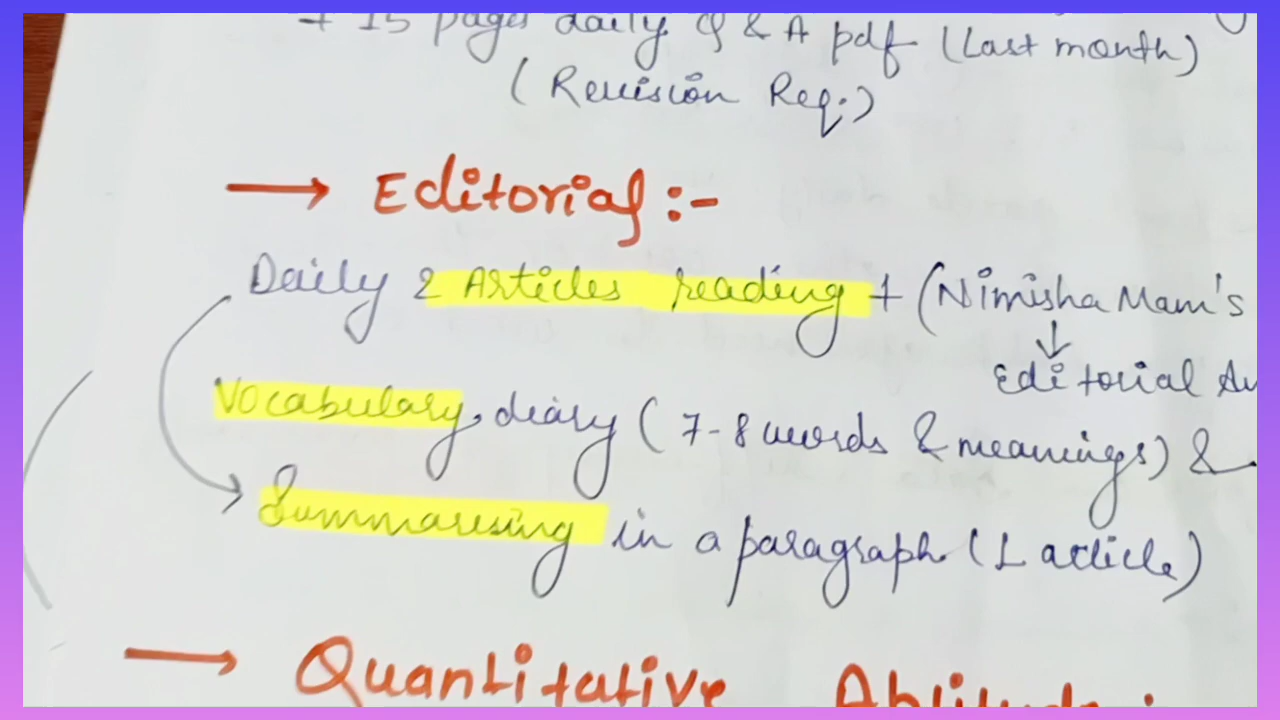 + 15 pages daily Q & A pdf (Last month)
(Revision Req.)
→ Editorial :-
Daily 2 Articles reading + (Nimisha Mam's
↓
Editorial
Vocabulary diary (7-8 words & meanings) &
Summarising in a paragraph (1 article)
→ Quantitative Aptitude :